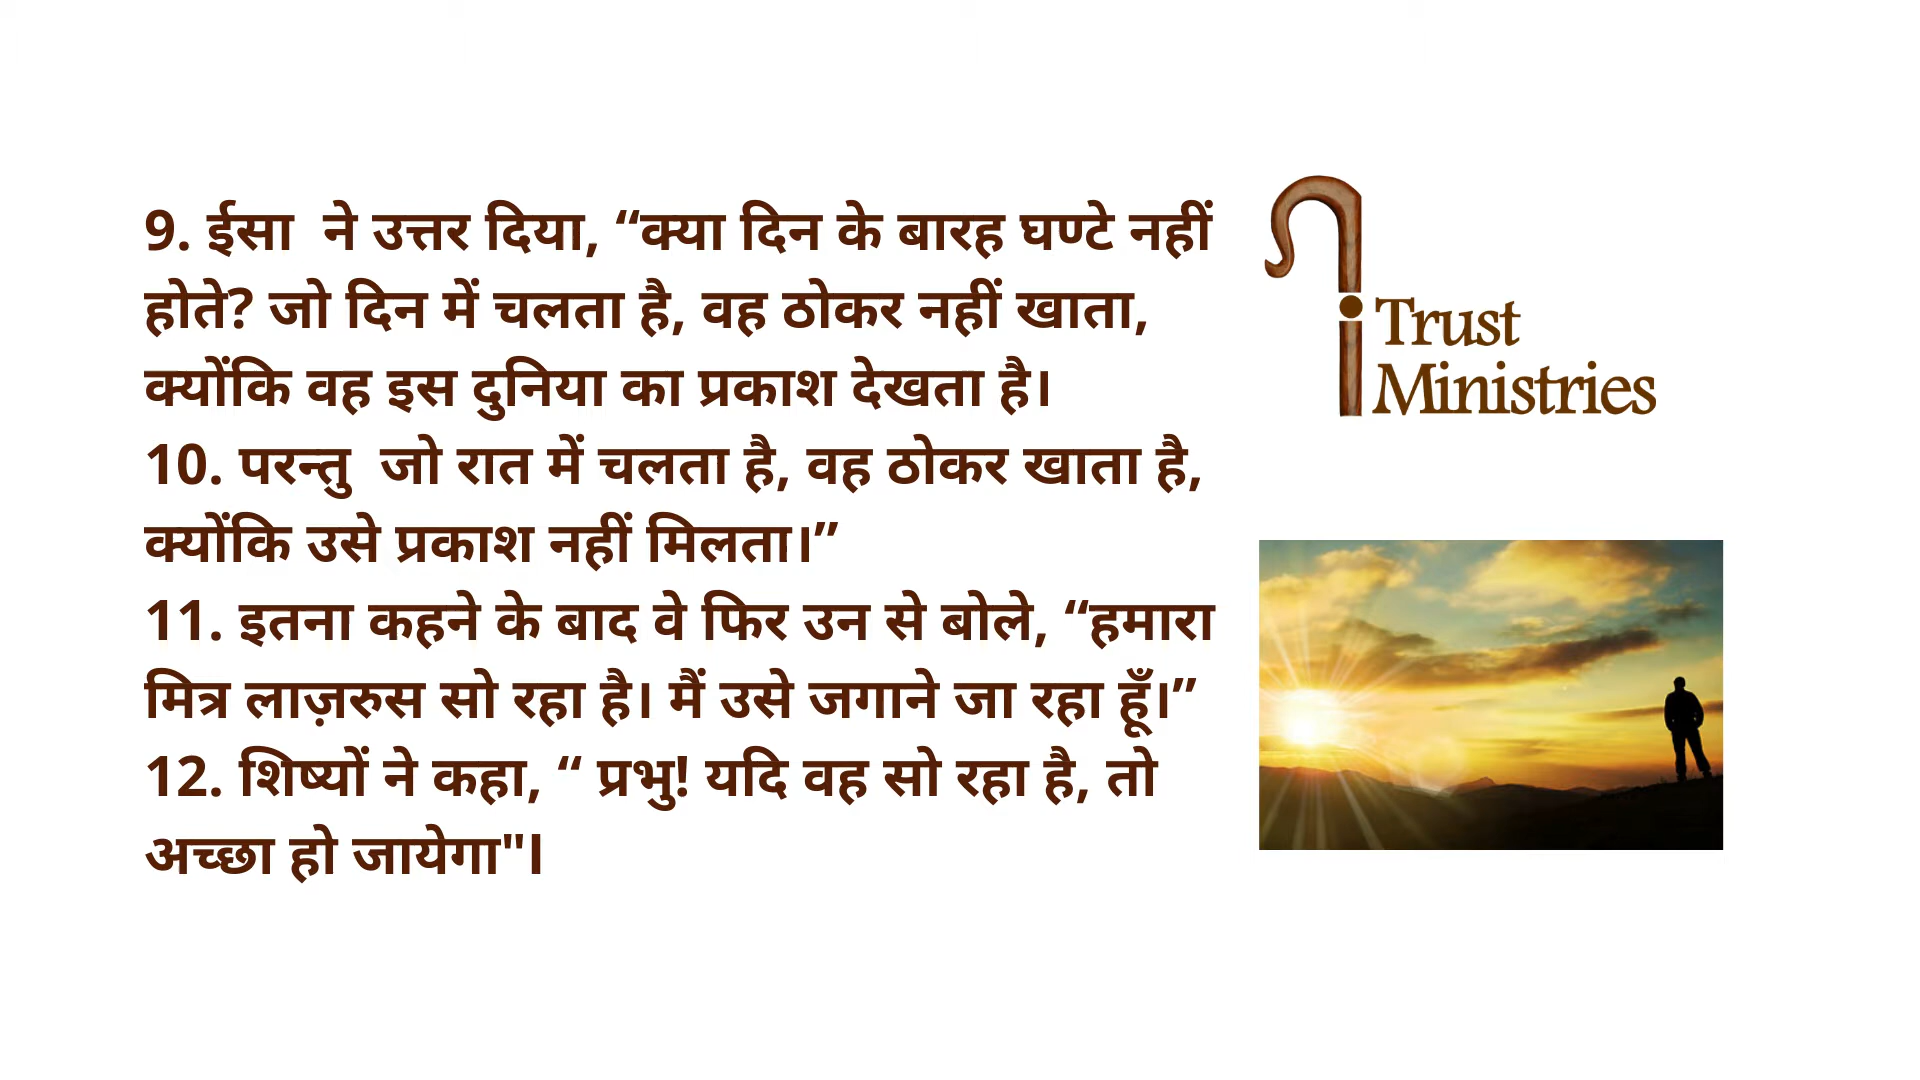 9. ईसा  ने उत्तर दिया, “क्या दिन के बारह घण्टे नहीं
होते? जो दिन में चलता है, वह ठोकर नहीं खाता,
क्योंकि वह इस दुनिया का प्रकाश देखता है।
10. परन्तु  जो रात में चलता है, वह ठोकर खाता है,
क्योंकि उसे प्रकाश नहीं मिलता।”
11. इतना कहने के बाद वे फिर उन से बोले, “हमारा
मित्र लाज़रुस सो रहा है। मैं उसे जगाने जा रहा हूँ।”
12. शिष्यों ने कहा, “ प्रभु! यदि वह सो रहा है, तो
अच्छा हो जायेगा"।
i Trust
Ministries